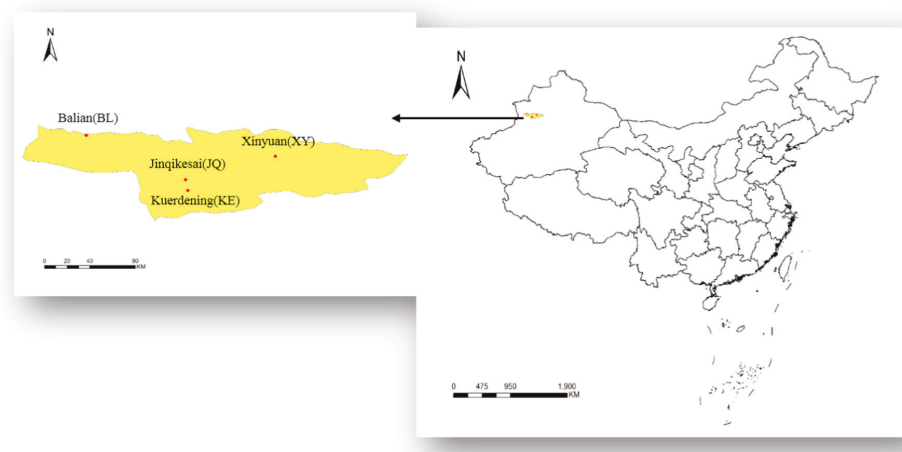 N
Balian(BL)
Xinyuan(XY)
Jinqikesai(JQ)
Kuerdening(KE)
0 20 40 80
KM
N
0 475 950 1,900
KM